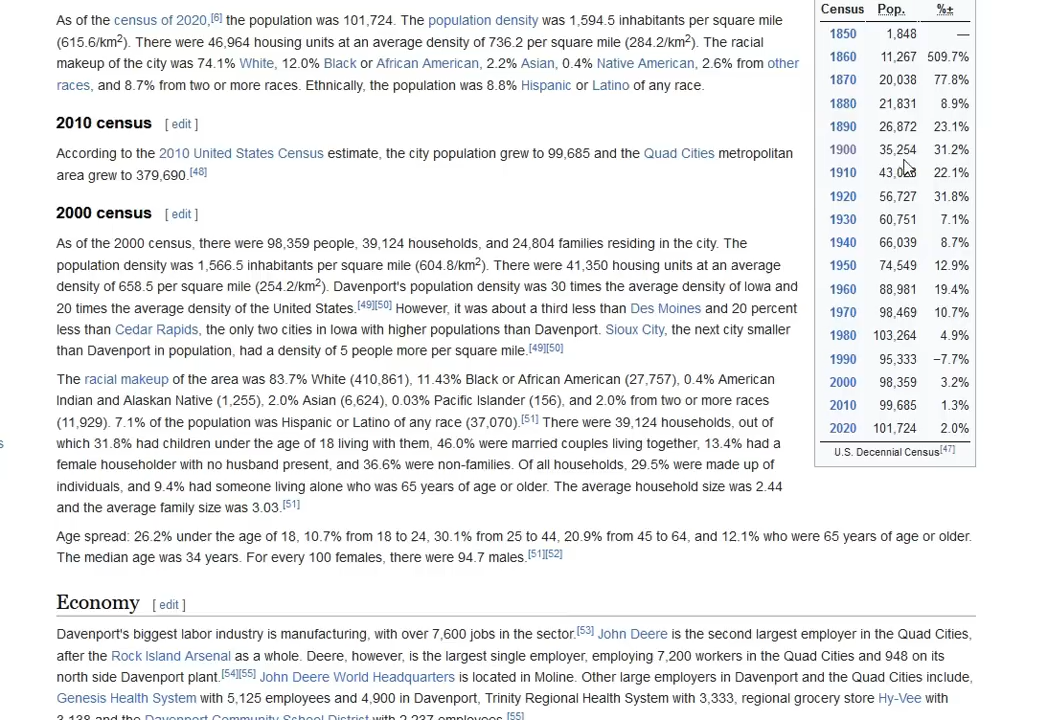 As of the census of 2020,[6] the population was 101,724. The population density was 1,594.5 inhabitants per square mile
(615.6/km2). There were 46,964 housing units at an average density of 736.2 per square mile (284.2/km2). The racial
makeup of the city was 74.1% White, 12.0% Black or African American, 2.2% Asian, 0.4% Native American, 2.6% from other
races, and 8.7% from two or more races. Ethnically, the population was 8.8% Hispanic or Latino of any race.
2010 census [ edit ]
According to the 2010 United States Census estimate, the city population grew to 99,685 and the Quad Cities metropolitan
area grew to 379,690.[48]
2000 census [ edit ]
As of the 2000 census, there were 98,359 people, 39,124 households, and 24,804 families residing in the city. The
population density was 1,566.5 inhabitants per square mile (604.8/km2). There were 41,350 housing units at an average
density of 658.5 per square mile (254.2/km2). Davenport's population density was 30 times the average density of Iowa and
20 times the average density of the United States.[49][50] However, it was about a third less than Des Moines and 20 percent
less than Cedar Rapids, the only two cities in Iowa with higher populations than Davenport. Sioux City, the next city smaller
than Davenport in population, had a density of 5 people more per square mile.[49][50]
The racial makeup of the area was 83.7% White (410,861), 11.43% Black or African American (27,757), 0.4% American
Indian and Alaskan Native (1,255), 2.0% Asian (6,624), 0.03% Pacific Islander (156), and 2.0% from two or more races
(11,929). 7.1% of the population was Hispanic or Latino of any race (37,070).[51] There were 39,124 households, out of
which 31.8% had children under the age of 18 living with them, 46.0% were married couples living together, 13.4% had a
female householder with no husband present, and 36.6% were non-families. Of all households, 29.5% were made up of
individuals, and 9.4% had someone living alone who was 65 years of age or older. The average household size was 2.44
and the average family size was 3.03.[51]
Age spread: 26.2% under the age of 18, 10.7% from 18 to 24, 30.1% from 25 to 44, 20.9% from 45 to 64, and 12.1% who were 65 years of age or older.
The median age was 34 years. For every 100 females, there were 94.7 males.[51][52]
Census Pop. %±
1850 1,848 —
1860 11,267 509.7%
1870 20,038 77.8%
1880 21,831 8.9%
1890 26,872 23.1%
1900 35,254 31.2%
1910 22.1%
1920 56,727 31.8%
1930 60,751 7.1%
1940 66,039 8.7%
1950 74,549 12.9%
1960 88,981 19.4%
1970 98,469 10.7%
1980 103,264 4.9%
1990 95,333 −7.7%
2000 98,359 3.2%
2010 99,685 1.3%
2020 101,724 2.0%
U.S. Decennial Census[47]
Economy [ edit ]
Davenport's biggest labor industry is manufacturing, with over 7,600 jobs in the sector.[53] John Deere is the second largest employer in the Quad Cities,
after the Rock Island Arsenal as a whole. Deere, however, is the largest single employer, employing 7,200 workers in the Quad Cities and 948 on its
north side Davenport plant.[54][55] John Deere World Headquarters is located in Moline. Other large employers in Davenport and the Quad Cities include,
Genesis Health System with 5,125 employees and 4,900 in Davenport, Trinity Regional Health System with 3,333, regional grocery store Hy-Vee with
3,138 and the Davenport Community School District with 2,237 employees.[55]